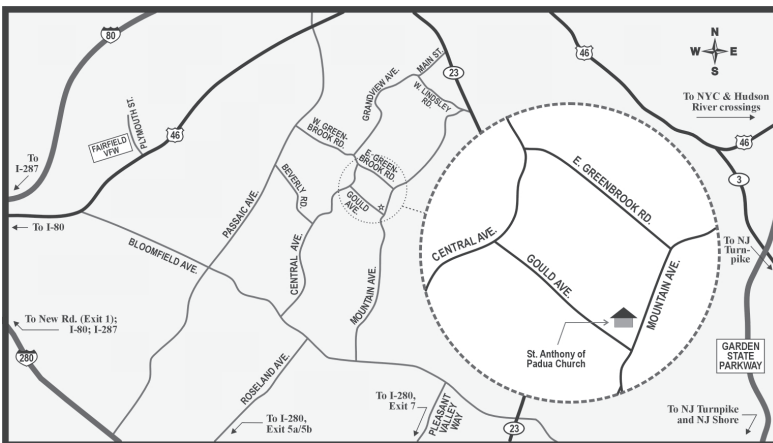 80
46
N
W E
S
To NYC & Hudson
River crossings
46
3
23
MAIN ST.
GRANDVIEW AVE.
W. LINDSLEY
RD.
PLYMOUTH ST.
FAIRFIELD
VFW
46
To
I-287
W. GREEN-
BROOK RD.
E. GREEN-
BROOK RD.
BEVERLY RD.
GOULD
AVE.
PASSAIC AVE.
To I-80
BLOOMFIELD AVE.
CENTRAL AVE.
MOUNTAIN AVE.
E. GREENBROOK RD.
CENTRAL AVE.
GOULD AVE.
MOUNTAIN AVE.
St. Anthony of
Padua Church
To NJ
Turn-
pike
GARDEN
STATE
PARKWAY
To New Rd. (Exit 1);
I-80; I-287
280
ROSELAND AVE.
To I-280,
Exit 5a/5b
To I-280,
Exit 7
PLEASANT
VALLEY
WAY
23
To NJ Turnpike
and NJ Shore